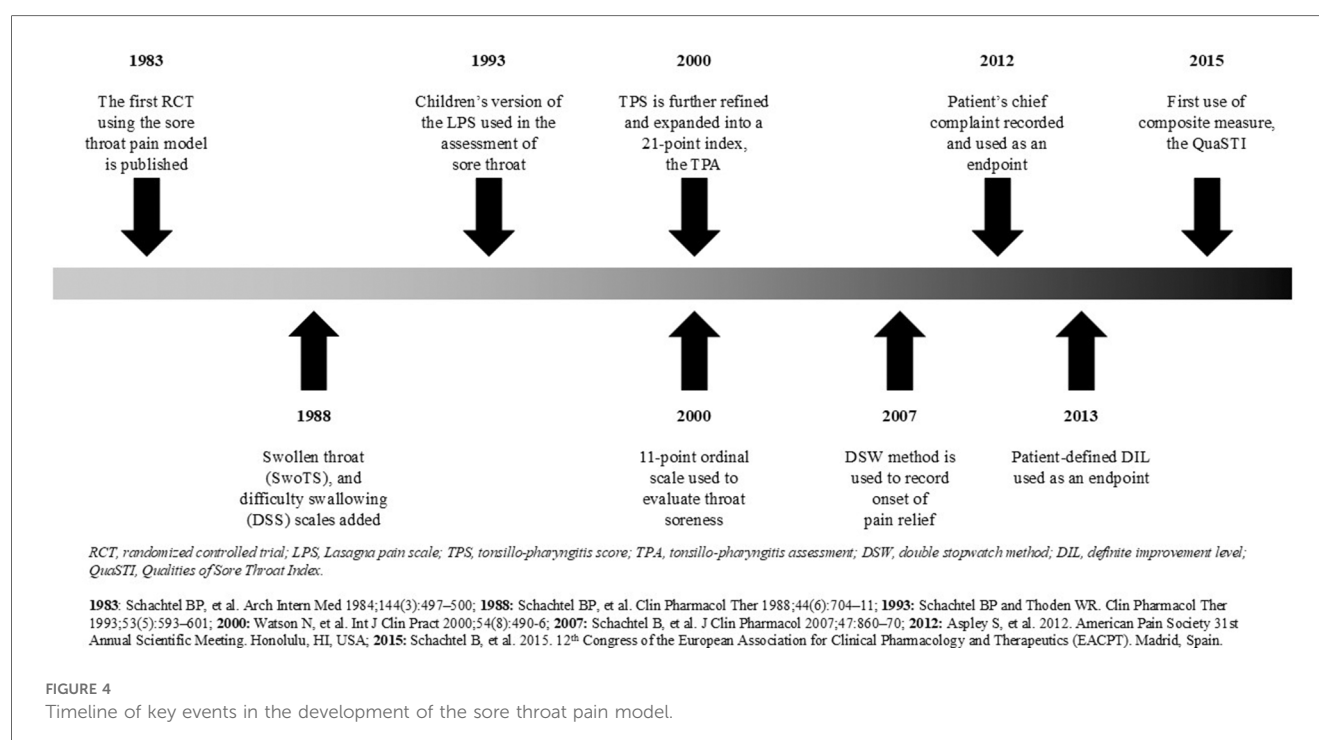 1983
The first RCT
using the sore
throat pain model
is published
1993
Children's version of
the LPS used in the
assessment of
sore throat
2000
TPS is further refined
and expanded into a
21-point index,
the TPA
2012
Patient's chief
complaint recorded
and used as an
endpoint
2015
First use of
composite measure,
the QuaSTI
1988
Swollen throat
(SwoTS), and
difficulty swallowing
(DSS) scales added
2000
11-point ordinal
scale used to
evaluate throat
soreness
2007
DSW method is
used to record
onset of
pain relief
2013
Patient-defined DIL
used as an endpoint
RCT, randomized controlled trial; LPS, Lasagna pain scale; TPS, tonsillo-pharyngitis score; TPA, tonsillo-pharyngitis assessment; DSW, double stopwatch method; DIL, definite improvement level;
QuaSTI, Qualities of Sore Throat Index.
1983: Schachtel BP, et al. Arch Intern Med 1984;144(3):497–500; 1988: Schachtel BP, et al. Clin Pharmacol Ther 1988;44(6):704–11; 1993: Schachtel BP and Thoden WR. Clin Pharmacol Ther
1993;53(5):593–601; 2000: Watson N, et al. Int J Clin Pract 2000;54(8):490-6; 2007: Schachtel B, et al. J Clin Pharmacol 2007;47:860–70; 2012: Aspley S, et al. 2012. American Pain Society 31st
Annual Scientific Meeting. Honolulu, HI, USA; 2015: Schachtel B, et al. 2015. 12th Congress of the European Association for Clinical Pharmacology and Therapeutics (EACPT). Madrid, Spain.
FIGURE 4
Timeline of key events in the development of the sore throat pain model.